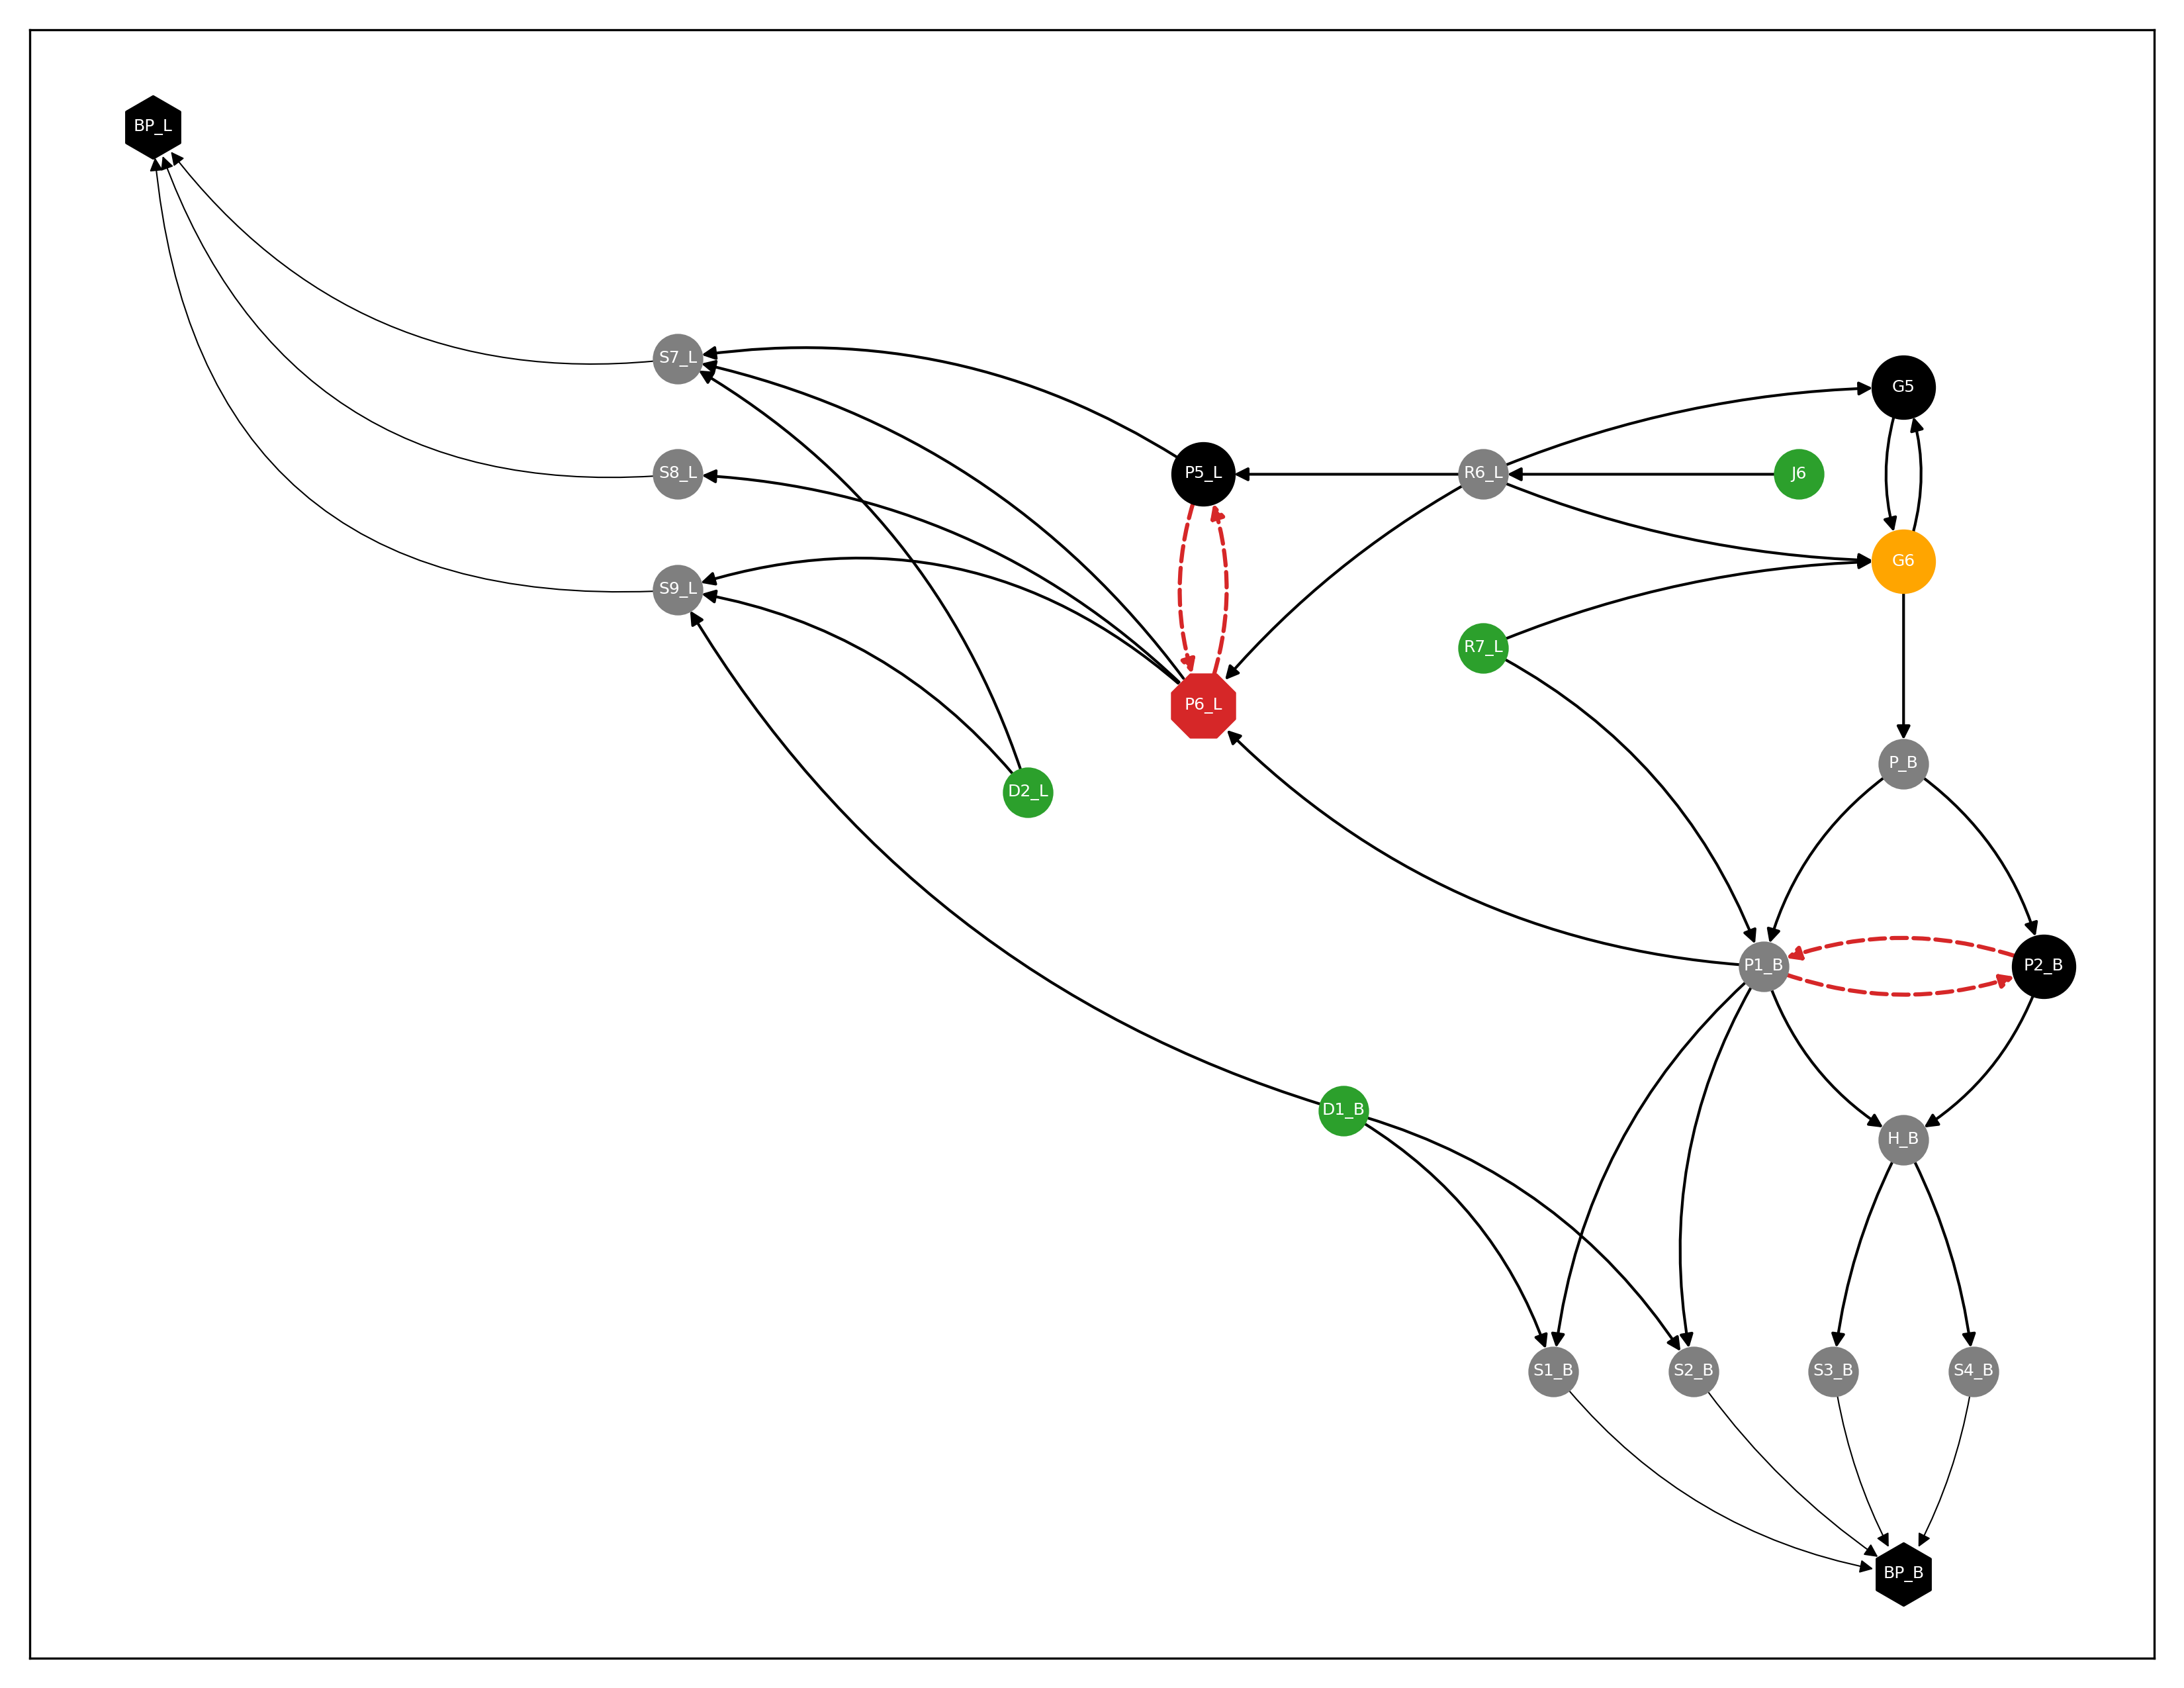 BP_L
S7_L
G5
S8_L
P5_L
R6_L
J6
G6
S9_L
R7_L
P6_L
P_B
D2_L
P1_B
P2_B
D1_B
H_B
S1_B
S2_B
S3_B
S4_B
BP_B